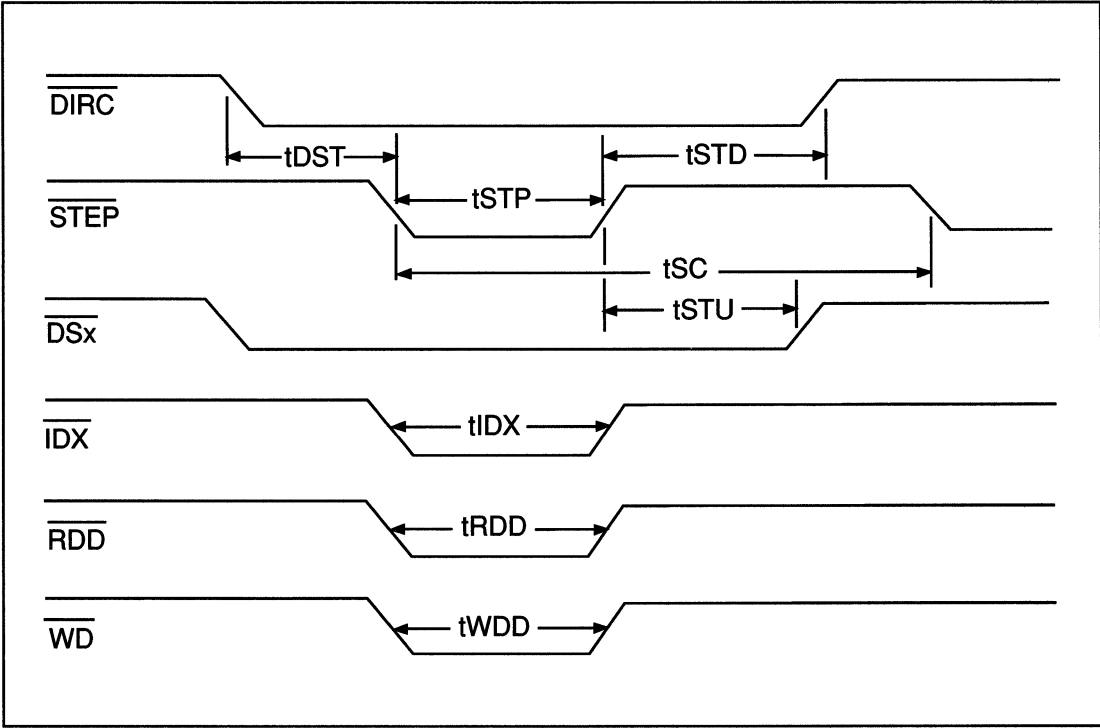 DIRC
tDST
tSTD
STEP
tSTP
tSC
DSx
tSTU
IDX
tIDX
RDD
tRDD
WD
tWDD